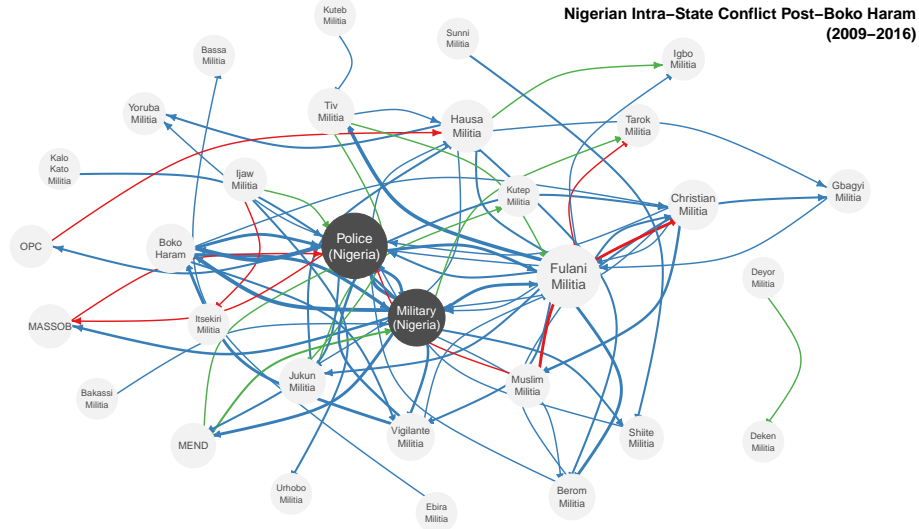 Nigerian Intra−State Conflict Post−Boko Haram
(2009−2016)
Kuteb
Militia
Sunni
Militia
Bassa
Militia
Igbo
Militia
Yoruba
Militia
Tiv
Militia
Hausa
Militia
Tarok
Militia
Kalo
Kato
Militia
Ijaw
Militia
Kutep
Militia
Christian
Militia
Gbagyi
Militia
OPC
Boko
Haram
Police
(Nigeria)
Fulani
Militia
Deyor
Militia
MASSOB
Itsekiri
Militia
Military
(Nigeria)
Bakassi
Militia
Jukun
Militia
Muslim
Militia
MEND
Vigilante
Militia
Shiite
Militia
Deken
Militia
Urhobo
Militia
Ebira
Militia
Berom
Militia